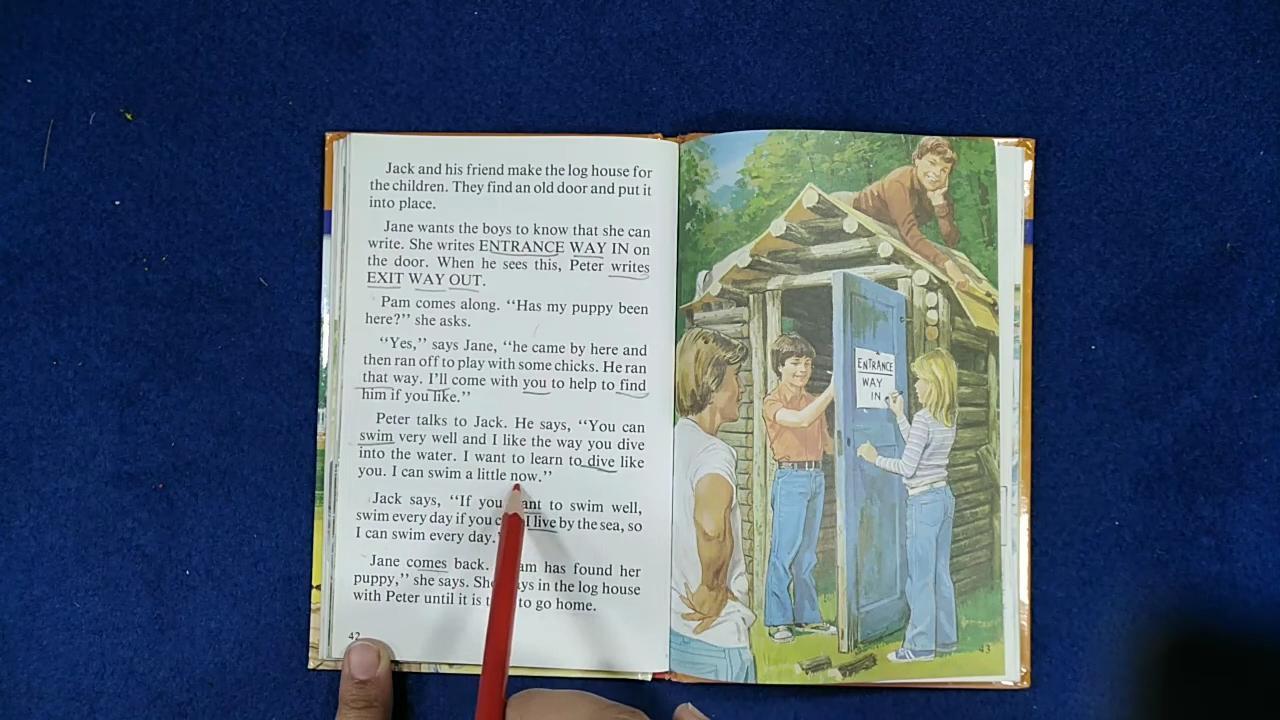 Jack and his friend make the log house for
the children. They find an old door and put it
into place.
Jane wants the boys to know that she can
write. She writes ENTRANCE WAY IN on
the door. When he sees this, Peter writes
EXIT WAY OUT.
Pam comes along. “Has my puppy been
here?” she asks.
“Yes,” says Jane, “he came by here and
then ran off to play with some chicks. He ran
that way. I’ll come with you to help to find
him if you like.”
Peter talks to Jack. He says, “You can
swim very well and I like the way you dive
into the water. I want to learn to dive like
you. I can swim a little now.”
Jack says, “If you want to swim well,
swim every day if you I live by the sea, so
I can swim every day.
Jane comes back. has found her
puppy,” she says. in the log house
with Peter until it is to go home.
42
ENTRANCE
WAY
IN
43